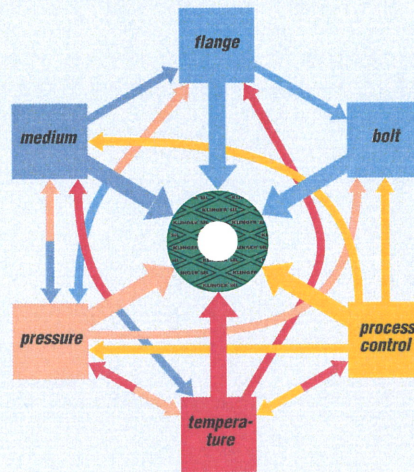 flange
medium
bolt
pressure
process
control
tempera-
ture